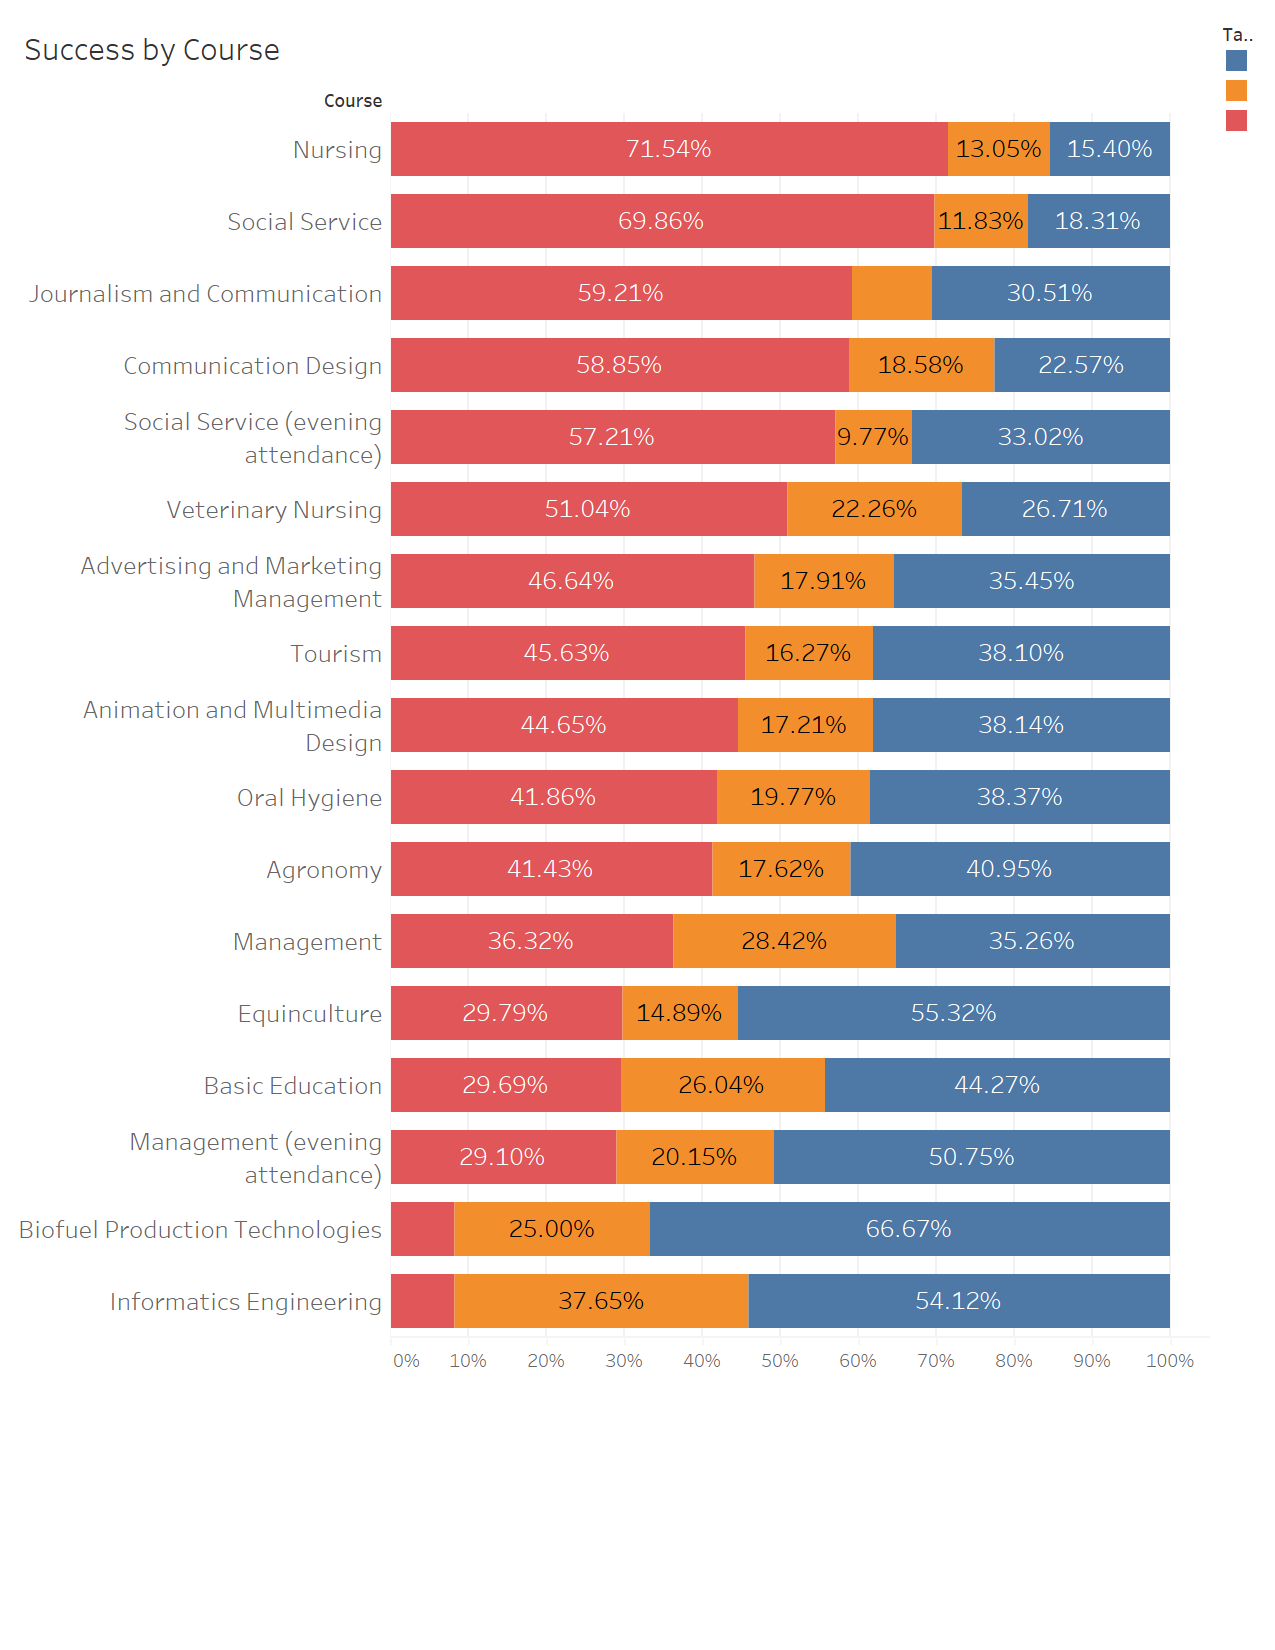 Success by Course
Ta..
Course
Nursing
71.54%
13.05%
15.40%
Social Service
69.86%
11.83%
18.31%
Journalism and Communication
59.21%
30.51%
Communication Design
58.85%
18.58%
22.57%
Social Service (evening
attendance)
57.21%
9.77%
33.02%
Veterinary Nursing
51.04%
22.26%
26.71%
Advertising and Marketing
Management
46.64%
17.91%
35.45%
Tourism
45.63%
16.27%
38.10%
Animation and Multimedia
Design
44.65%
17.21%
38.14%
Oral Hygiene
41.86%
19.77%
38.37%
Agronomy
41.43%
17.62%
40.95%
Management
36.32%
28.42%
35.26%
Equinculture
29.79%
14.89%
55.32%
Basic Education
29.69%
26.04%
44.27%
Management (evening
attendance)
29.10%
20.15%
50.75%
Biofuel Production Technologies
25.00%
66.67%
Informatics Engineering
37.65%
54.12%
0% 10% 20% 30% 40% 50% 60% 70% 80% 90% 100%